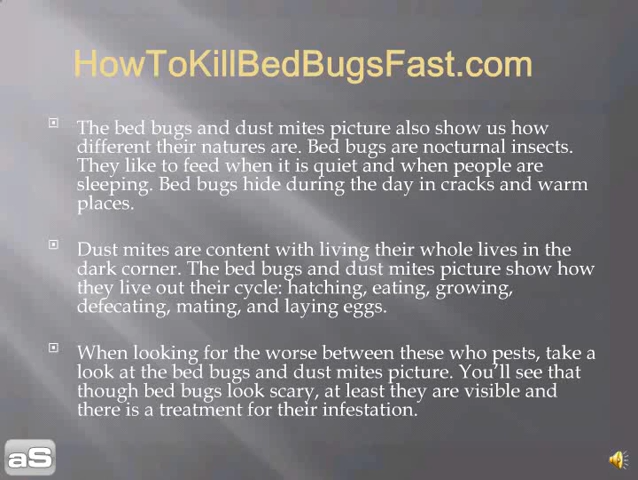 HowToKillBedBugsFast.com
The bed bugs and dust mites picture also show us how
different their natures are. Bed bugs are nocturnal insects.
They like to feed when it is quiet and when people are
sleeping. Bed bugs hide during the day in cracks and warm
places.
Dust mites are content with living their whole lives in the
dark corner. The bed bugs and dust mites picture show how
they live out their cycle: hatching, eating, growing,
defecating, mating, and laying eggs.
When looking for the worse between these who pests, take a
look at the bed bugs and dust mites picture. You'll see that
though bed bugs look scary, at least they are visible and
there is a treatment for their infestation.
aS